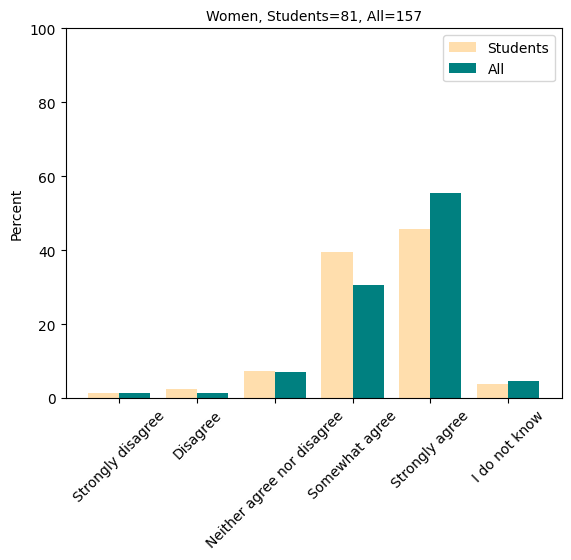 Women, Students=81, All=157
100
80
60
40
20
0
Percent
Students
All
Strongly disagree
Disagree
Neither agree nor disagree
Somewhat agree
Strongly agree
I do not know